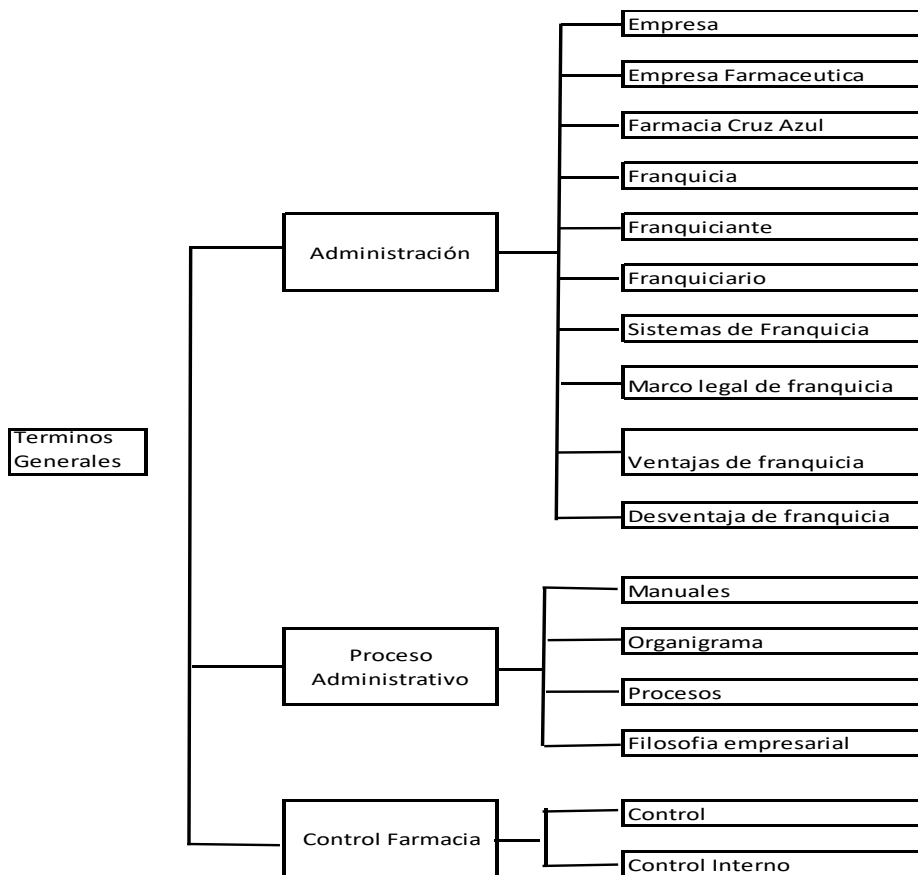 Terminos
Generales
Administración
Empresa
Empresa Farmaceutica
Farmacia Cruz Azul
Franquicia
Franquiciante
Franquiciario
Sistemas de Franquicia
Marco legal de franquicia
Ventajas de franquicia
Desventaja de franquicia
Proceso
Administrativo
Manuales
Organigrama
Procesos
Filosofia empresarial
Control Farmacia
Control
Control Interno